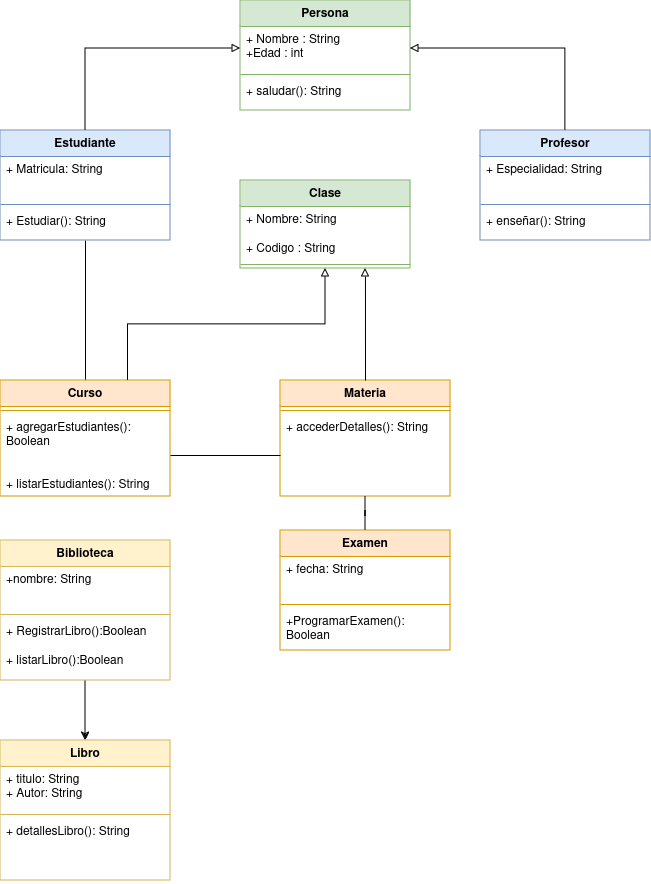 Persona
+ Nombre : String
+Edad : int
+ saludar(): String
Estudiante
+ Matricula: String
+ Estudiar(): String
Profesor
+ Especialidad: String
+ enseñar(): String
Clase
+ Nombre: String
+ Codigo : String
Curso
+ agregarEstudiantes():
Boolean
+ listarEstudiantes(): String
Materia
+ accederDetalles(): String
Examen
+ fecha: String
+ProgramarExamen():
Boolean
Biblioteca
+nombre: String
+ RegistrarLibro():Boolean
+ listarLibro():Boolean
Libro
+ titulo: String
+ Autor: String
+ detallesLibro(): String